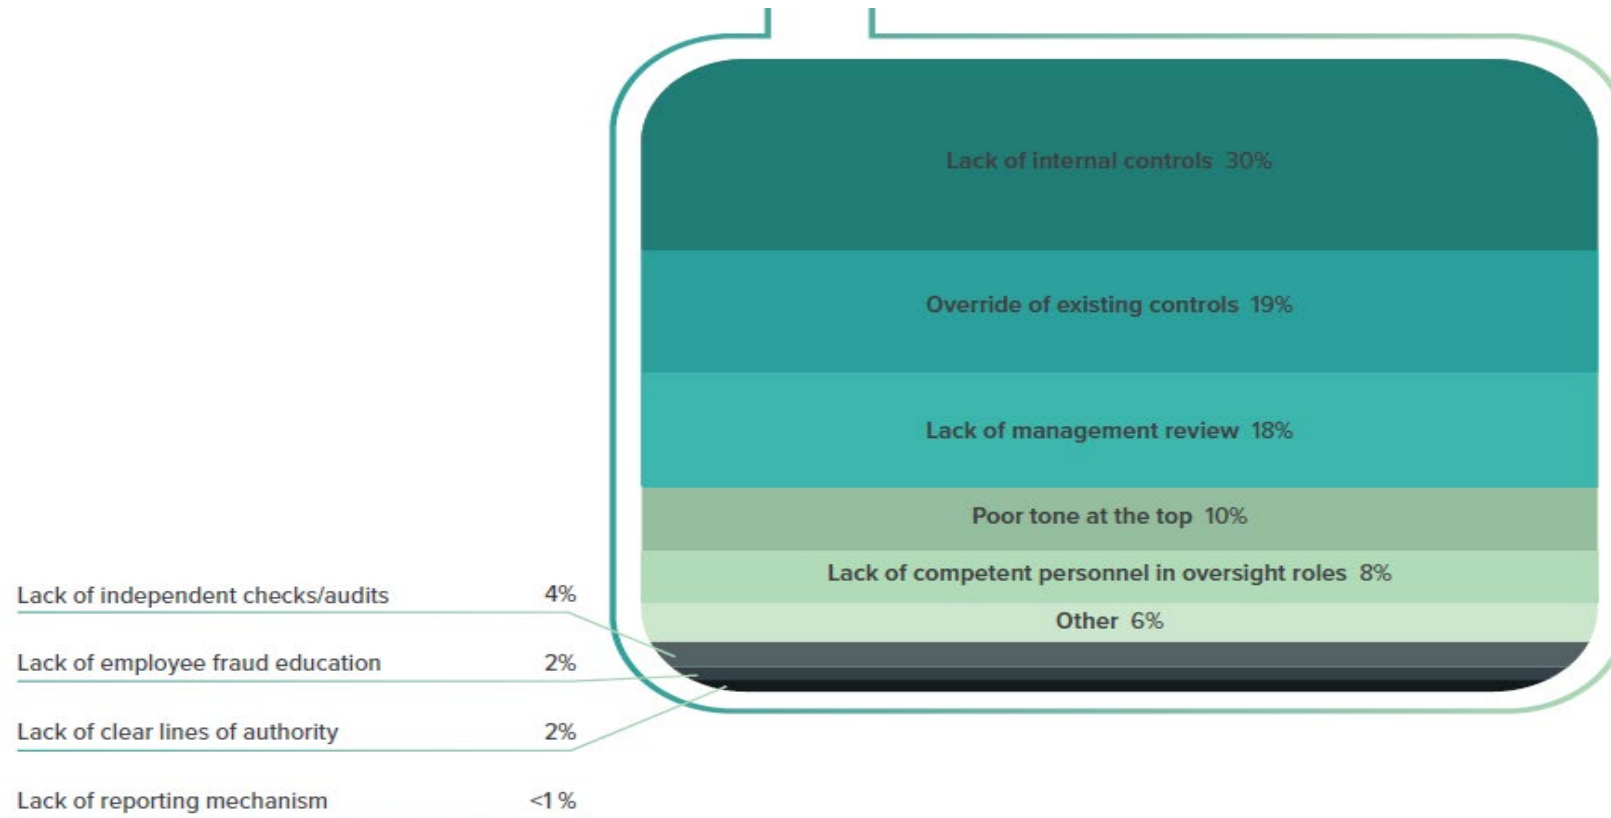 Lack of internal controls 30%
Override of existing controls 19%
Lack of management review 18%
Poor tone at the top 10%
Lack of competent personnel in oversight roles 8%
Other 6%
Lack of independent checks/audits 4%
Lack of employee fraud education 2%
Lack of clear lines of authority 2%
Lack of reporting mechanism <1%